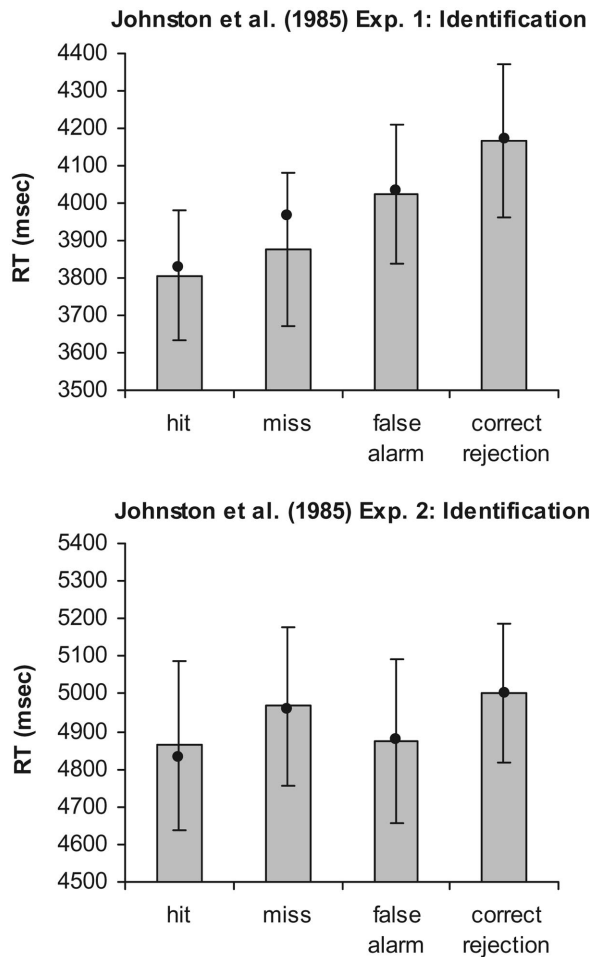 Johnston et al. (1985) Exp. 1: Identification
4400
4300
4200
4100
4000
3900
3800
3700
3600
3500
RT (msec)
hit
miss
false
alarm
correct
rejection
Johnston et al. (1985) Exp. 2: Identification
5400
5300
5200
5100
5000
4900
4800
4700
4600
4500
RT (msec)
hit
miss
false
alarm
correct
rejection